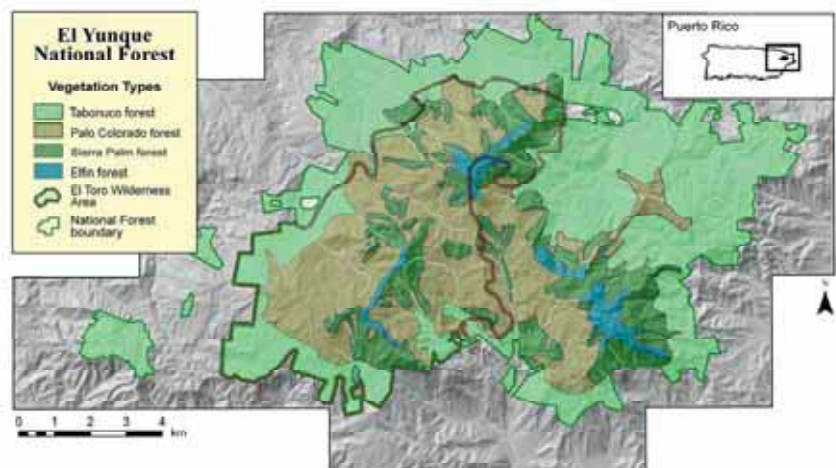 El Yunque
National Forest
Vegetation Types
Tabonuco forest
Palo Colorado forest
Sierra Palm forest
Elfin forest
El Toro Wilderness
Area
National Forest
boundary
Puerto Rico
N
0 1 2 3 4
km